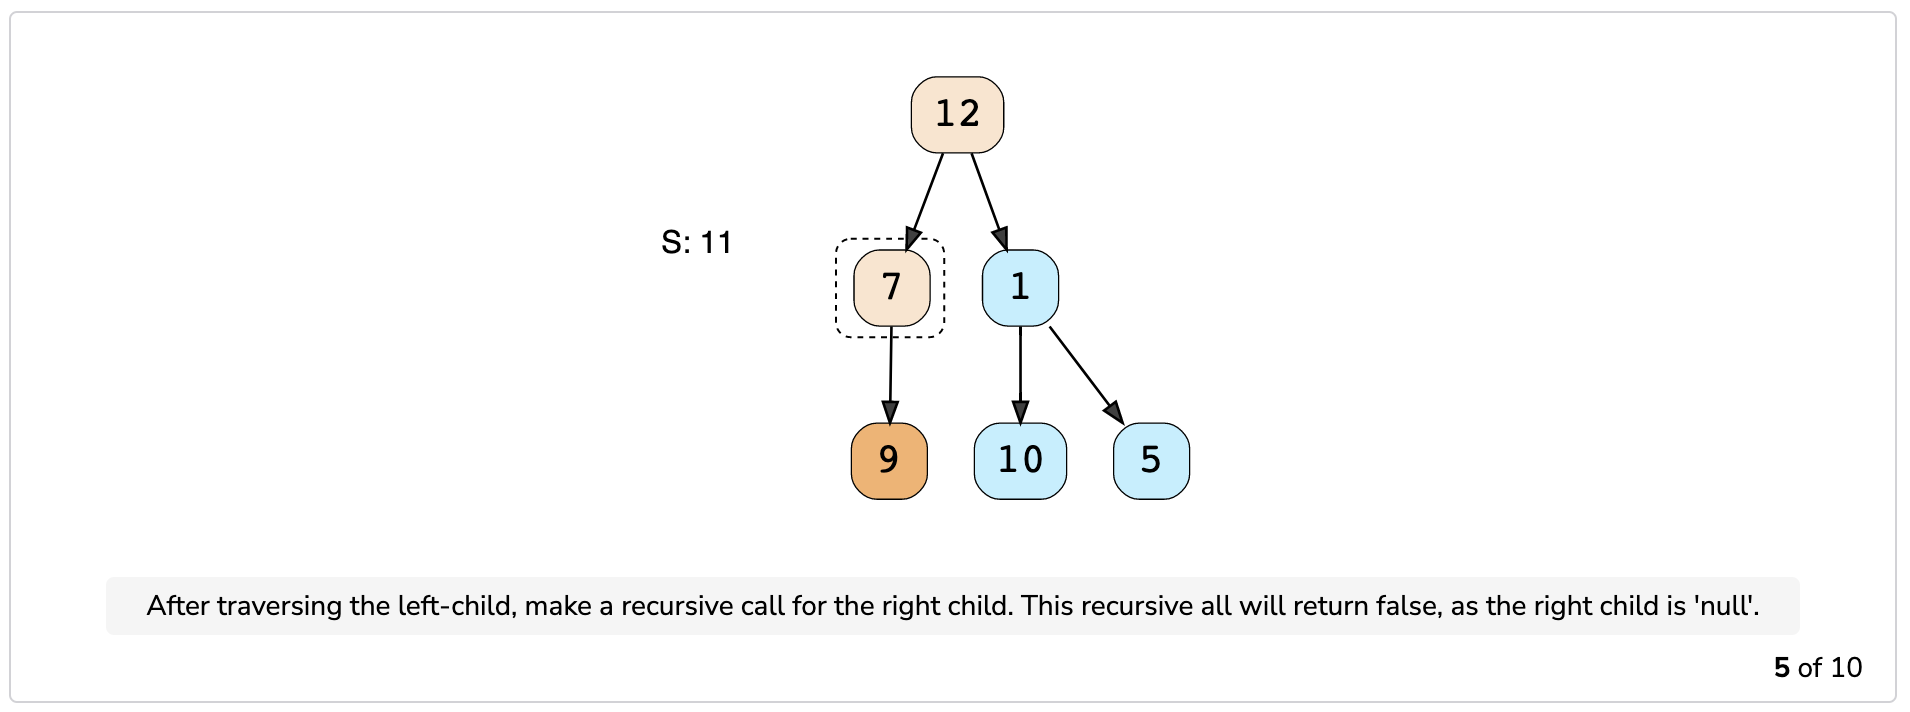 12
S: 11
7
1
9
10
5
After traversing the left-child, make a recursive call for the right child. This recursive all will return false, as the right child is 'null'.
5 of 10